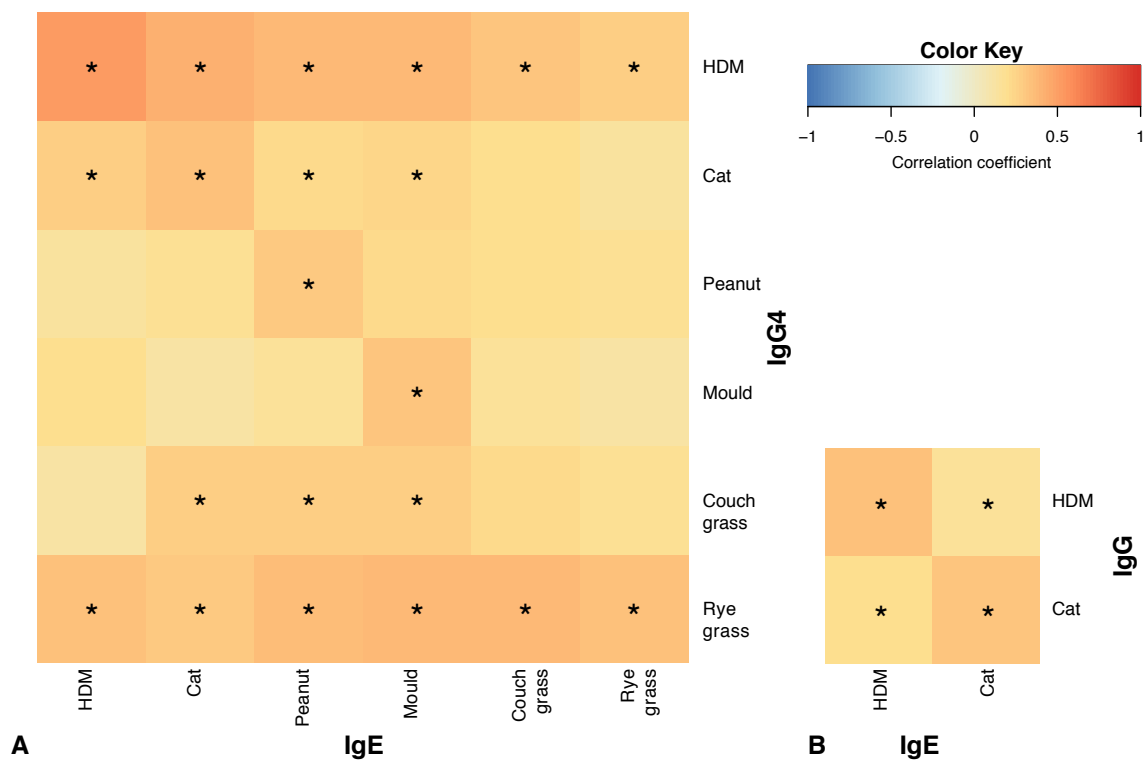 * * * * * *
HDM
* * * *
Cat
*
Peanut
*
Mould
* * *
Couch
grass
* * * * * *
Rye
grass
IgG4
HDM
Cat
Peanut
Mould
Couch
grass
Rye
grass
A
IgE
Color Key
−1 −0.5 0 0.5 1
Correlation coefficient
* *
HDM
* *
Cat
IgG
HDM
Cat
B
IgE